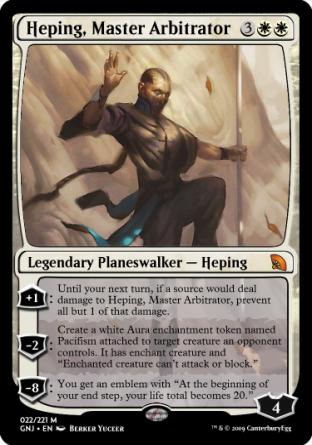 Heping, Master Arbitrator 3
Legendary Planeswalker — Heping
+1: Until your next turn, if a source would deal
damage to Heping, Master Arbitrator, prevent
all but 1 of that damage.
-2: Create a white Aura enchantment token named
Pacifism attached to target creature an opponent
controls. It has enchant creature and
"Enchanted creature can't attack or block."
-8: You get an emblem with "At the beginning of
your end step, your life total becomes 20."
4
022/221 M
GNJ • EN Berker Yuceer
™ & © 2019 CanterburyEgg